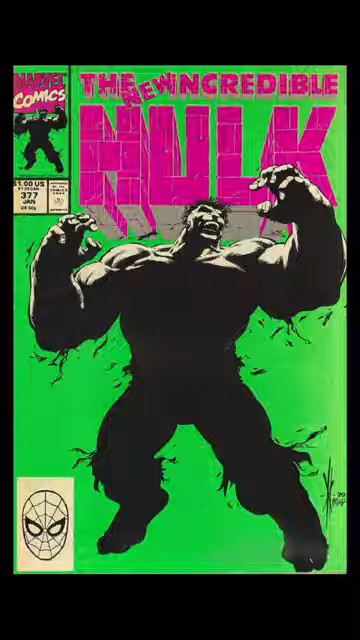 MARVEL
COMICS
THE NEW INCREDIBLE
HULK
$1.00 US
377
JAN